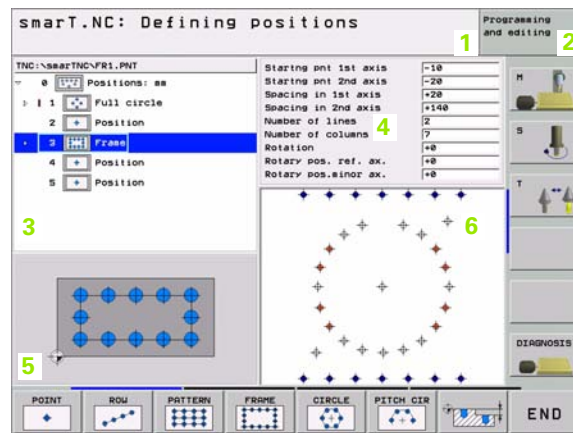 smarT.NC: Defining positions
Programming and editing
1
2
TNC:\smarTNC\FR1.PNT
0 Positions: mm
1 Full circle
2 Position
3 Frame
4 Position
5 Position
3
Startng pnt 1st axis -10
Startng pnt 2nd axis -20
Spacing in 1st axis +20
Spacing in 2nd axis +140
Number of lines 2
Number of columns 7
Rotation +0
Rotary pos. ref. ax. +0
Rotary pos.minor ax. +0
4
M
S
T
5
6
DIAGNOSIS
POINT
ROW
PATTERN
FRAME
CIRCLE
PITCH CIR
END